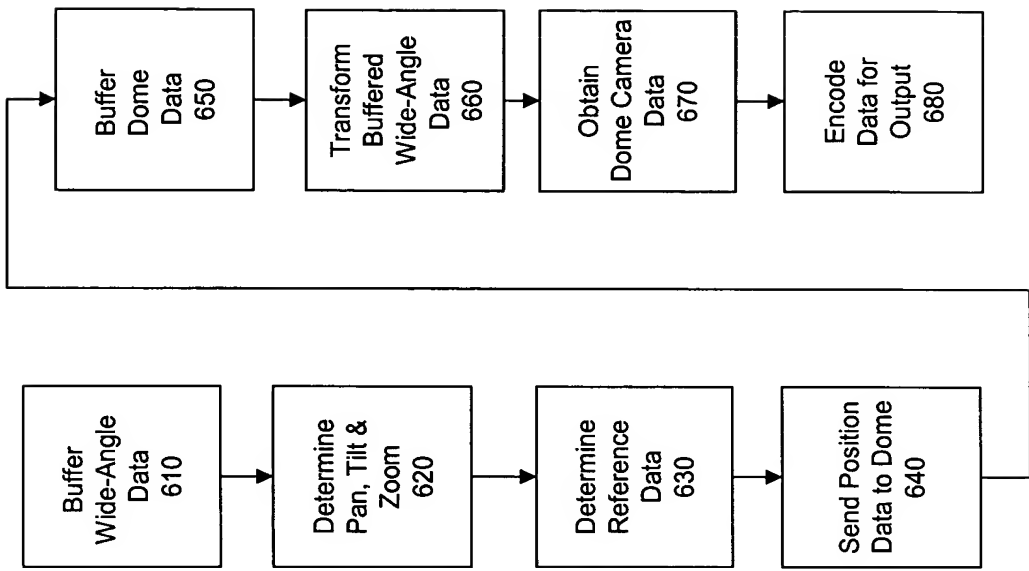 Buffer
Wide-Angle
Data
610
Determine
Pan, Tilt &
Zoom
620
Determine
Reference
Data
630
Send Position
Data to Dome
640
Buffer
Dome
Data
650
Transform
Buffered
Wide-Angle
Data
660
Obtain
Dome Camera
Data
670
Encode
Data for
Output
680